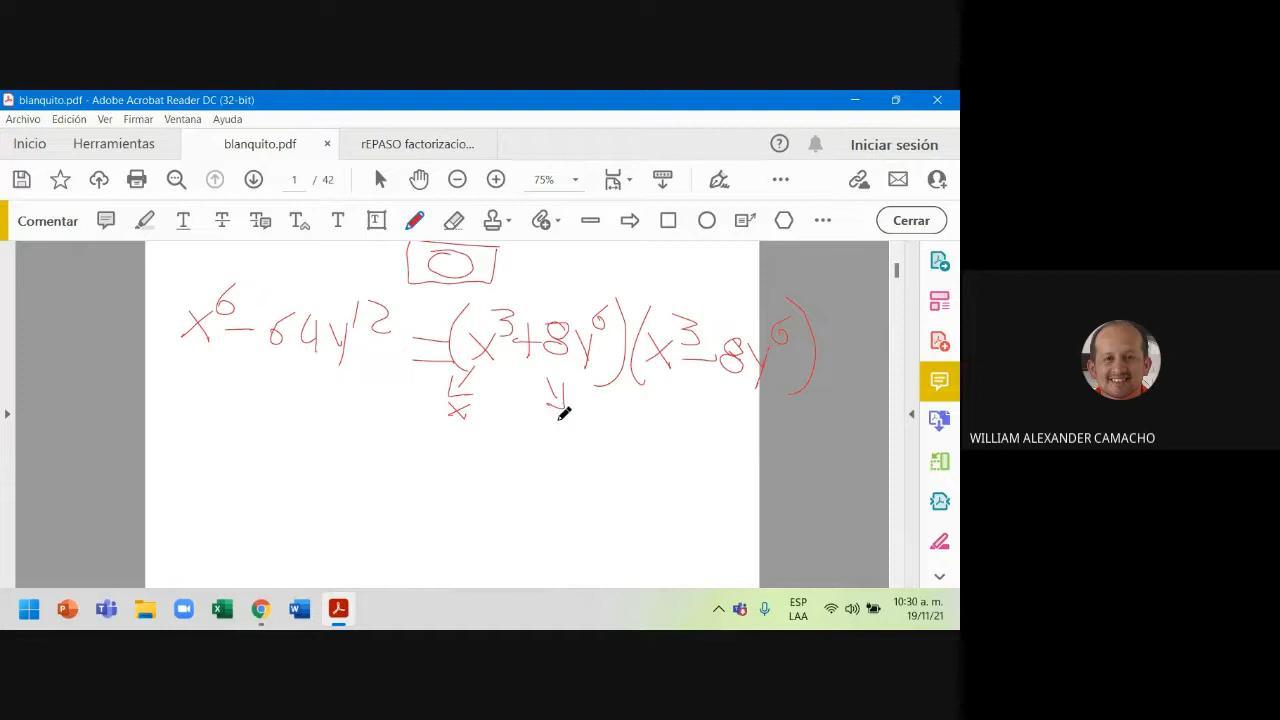 blanquito.pdf - Adobe Acrobat Reader DC (32-bit)
Archivo Edición Ver Firmar Ventana Ayuda
Inicio Herramientas blanquito.pdf × rEPASO factorizacio...
Iniciar sesión
1 / 42 75%
Comentar Cerrar
x⁶ - 64y¹² = (x³+8y⁶)(x³-8y⁶)
x
WILLIAM ALEXANDER CAMACHO
ESP
LAA
10:30 a. m.
19/11/21